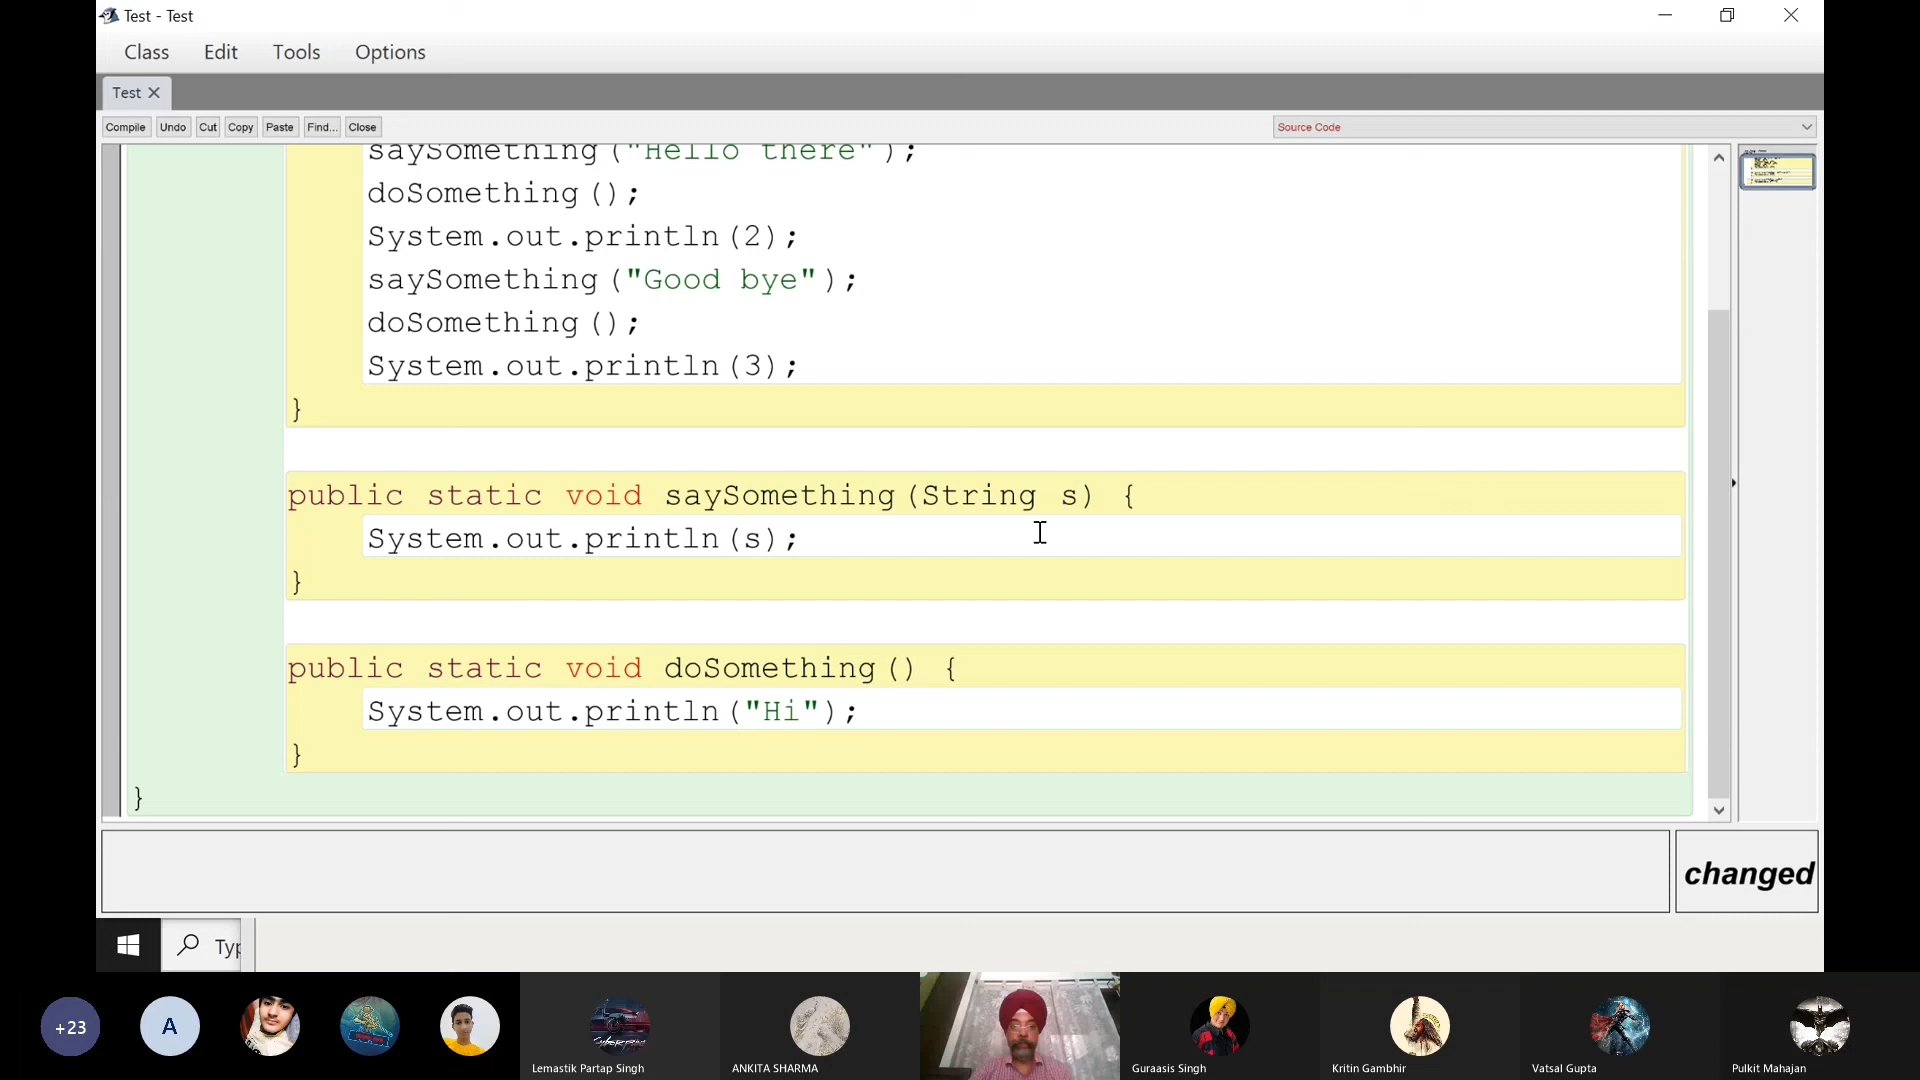 Test - Test
Class Edit Tools Options
Test
Compile Undo Cut Copy Paste Find... Close Source Code
saySomething("Hello there");
doSomething();
System.out.println(2);
saySomething("Good bye");
doSomething();
System.out.println(3);
}
public static void saySomething(String s) {
System.out.println(s);
}
public static void doSomething() {
System.out.println("Hi");
}
}
changed
Typ
+23 A
Lemastik Partap Singh ANKITA SHARMA Guraasis Singh Kritin Gambhir Vatsal Gupta Pulkit Mahajan